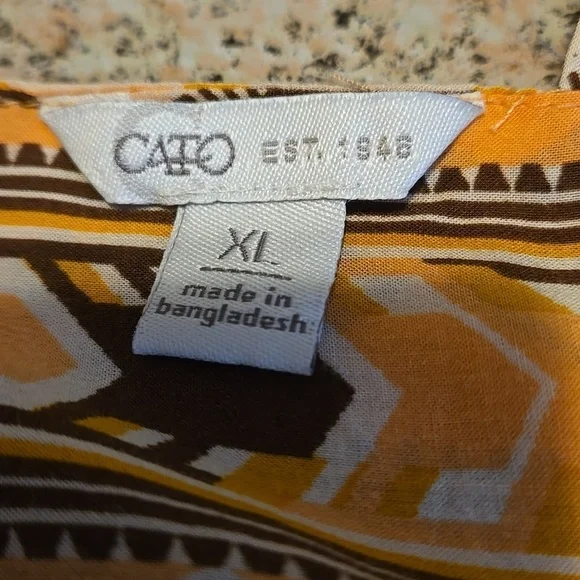 CATO EST. 1946
XL
made in
bangladesh